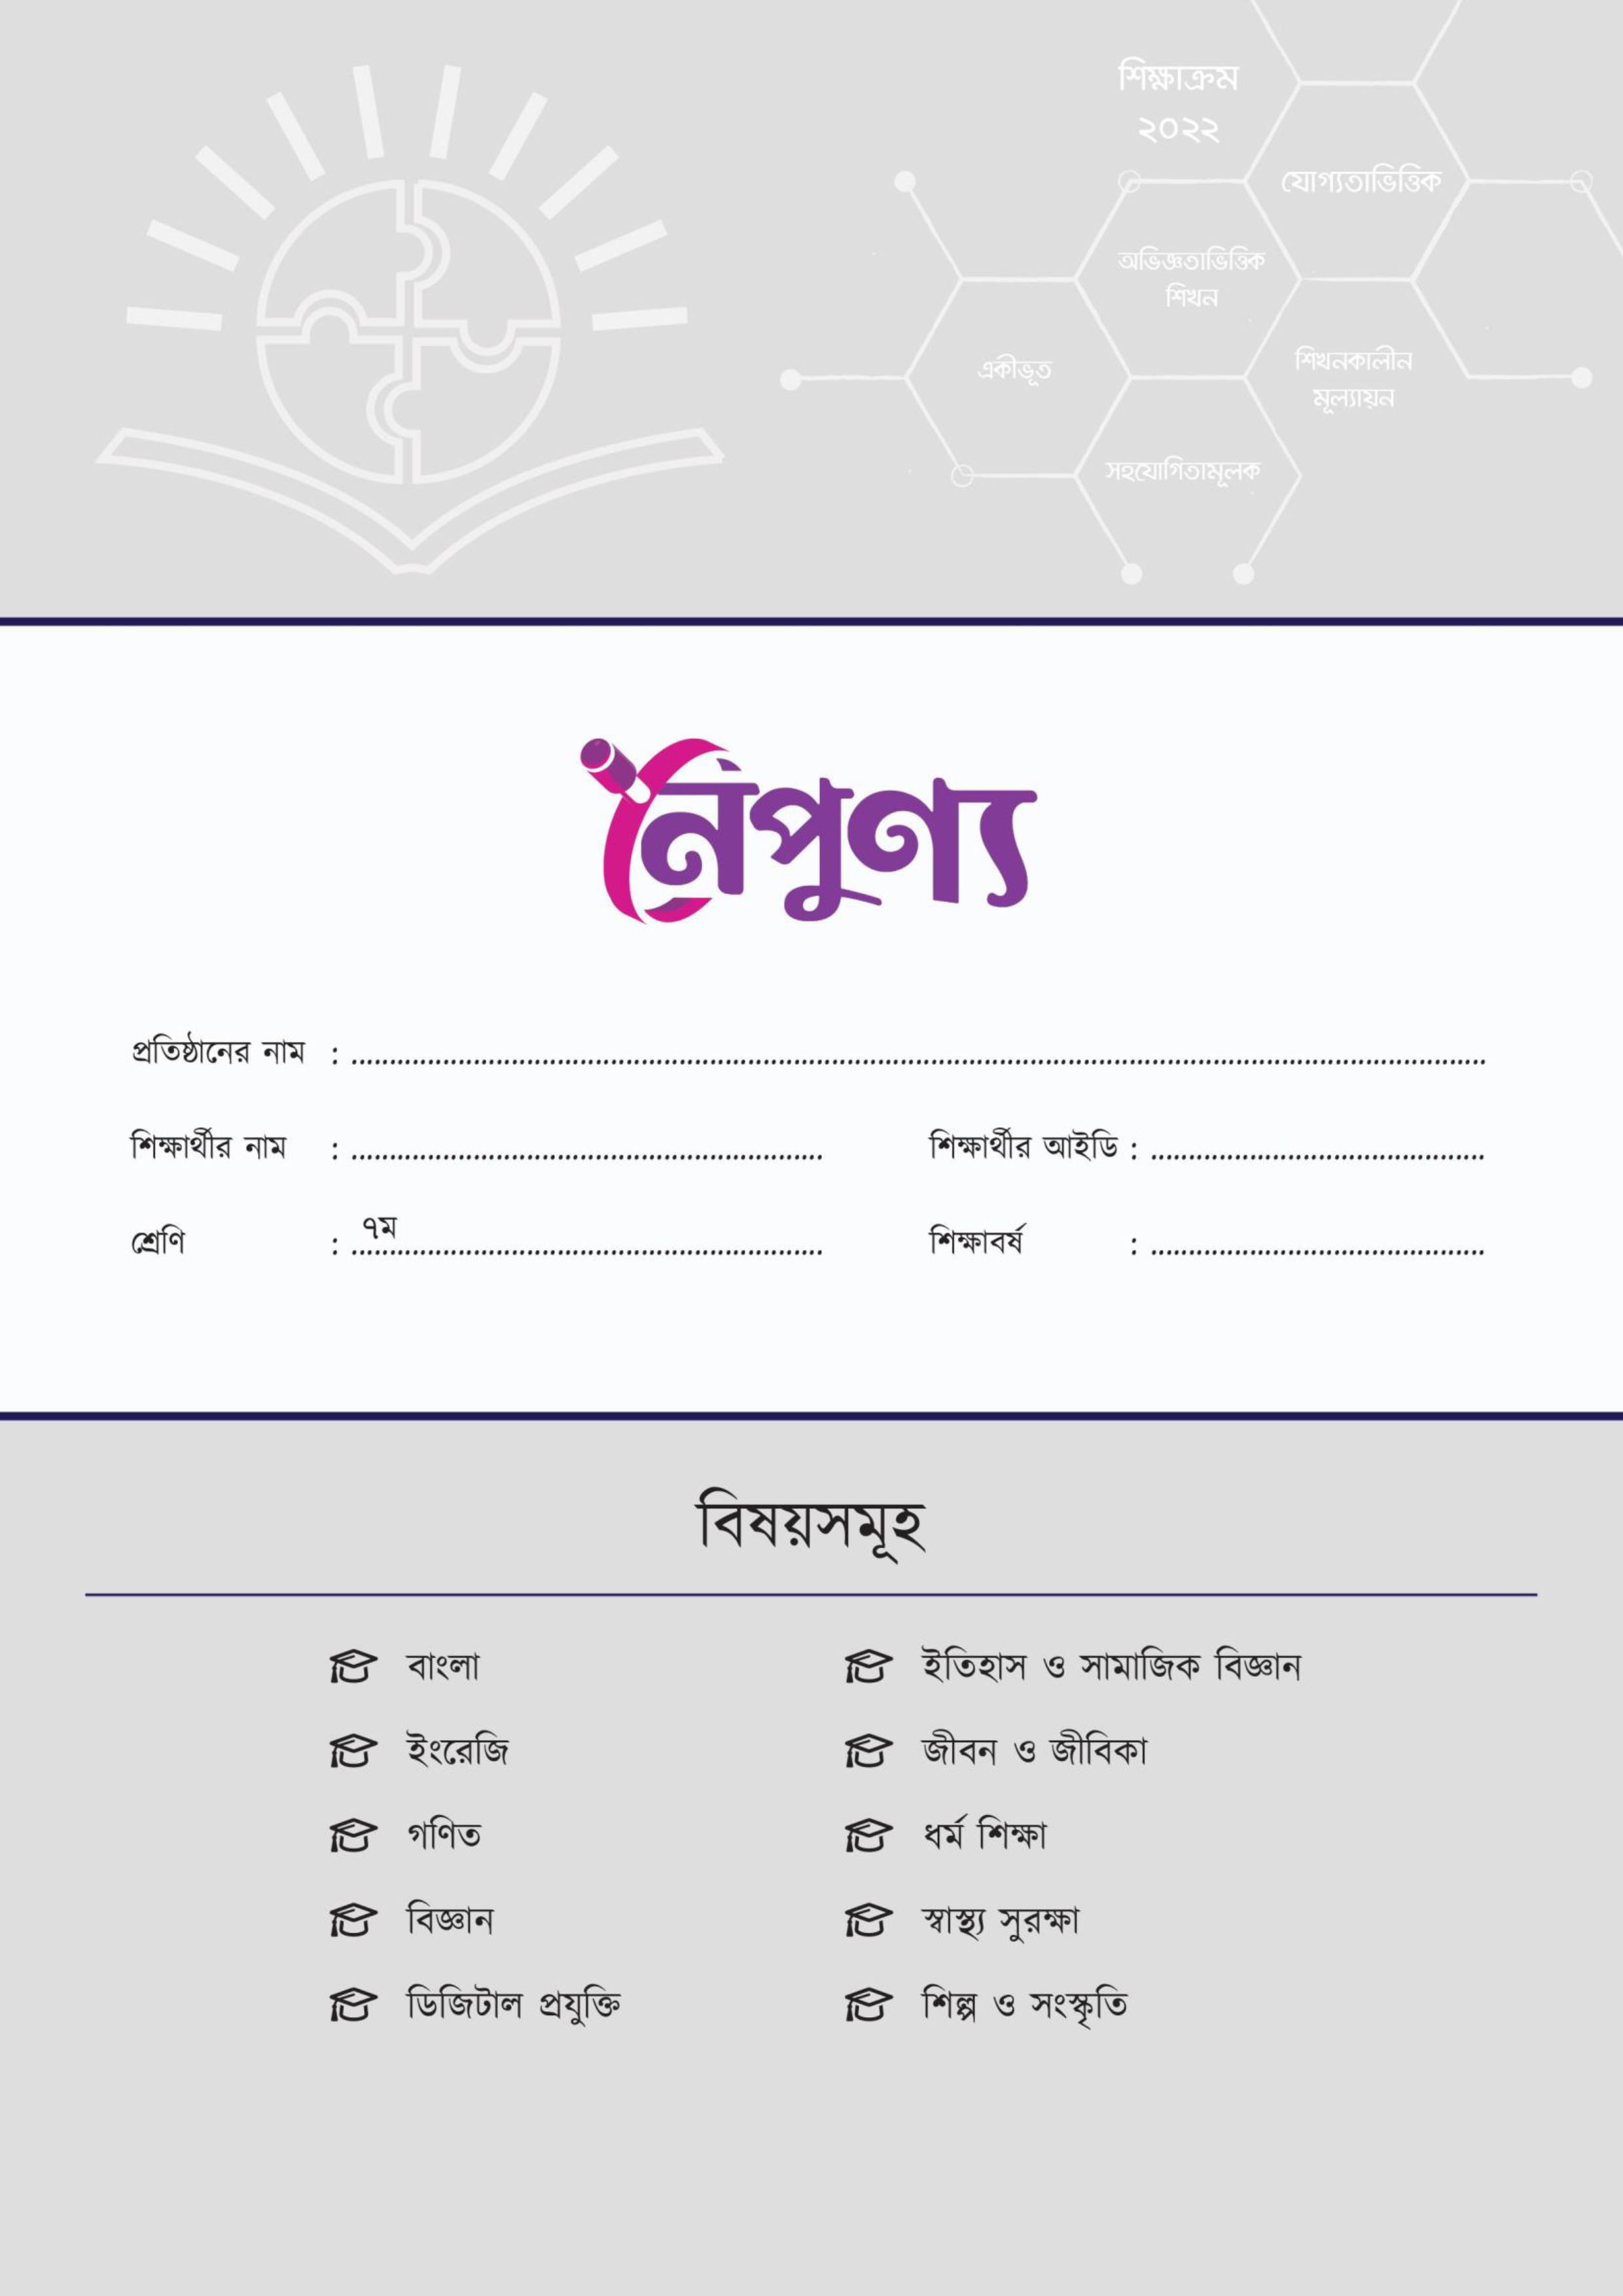 শিক্ষাক্রম
২০২২
যোগ্যতাভিত্তিক
অভিজ্ঞতাভিত্তিক
শিখন
একীভূত
শিখনকালীন
মূল্যায়ন
সহযোগিতামূলক
নৈপুণ্য
প্রতিষ্ঠানের নাম :
শিক্ষার্থীর নাম : শিক্ষার্থীর আইডি :
শ্রেণি : ৭ম শিক্ষাবর্ষ :
বিষয়সমূহ
বাংলা
ইংরেজি
গণিত
বিজ্ঞান
ডিজিটাল প্রযুক্তি
ইতিহাস ও সামাজিক বিজ্ঞান
জীবন ও জীবিকা
ধর্ম শিক্ষা
স্বাস্থ্য সুরক্ষা
শিল্প ও সংস্কৃতি